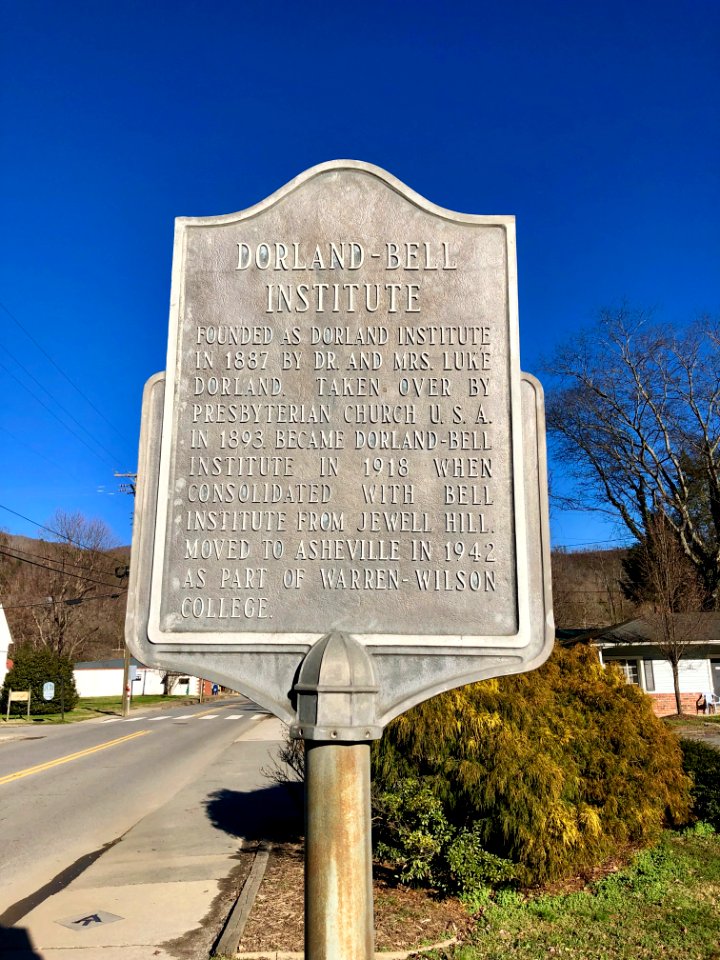 DORLAND-BELL
INSTITUTE
FOUNDED AS DORLAND INSTITUTE
IN 1887 BY DR. AND MRS. LUKE
DORLAND. TAKEN OVER BY
PRESBYTERIAN CHURCH U. S. A.
IN 1893 BECAME DORLAND-BELL
INSTITUTE IN 1918 WHEN
CONSOLIDATED WITH BELL
INSTITUTE FROM JEWELL HILL.
MOVED TO ASHEVILLE IN 1942
AS PART OF WARREN-WILSON
COLLEGE.